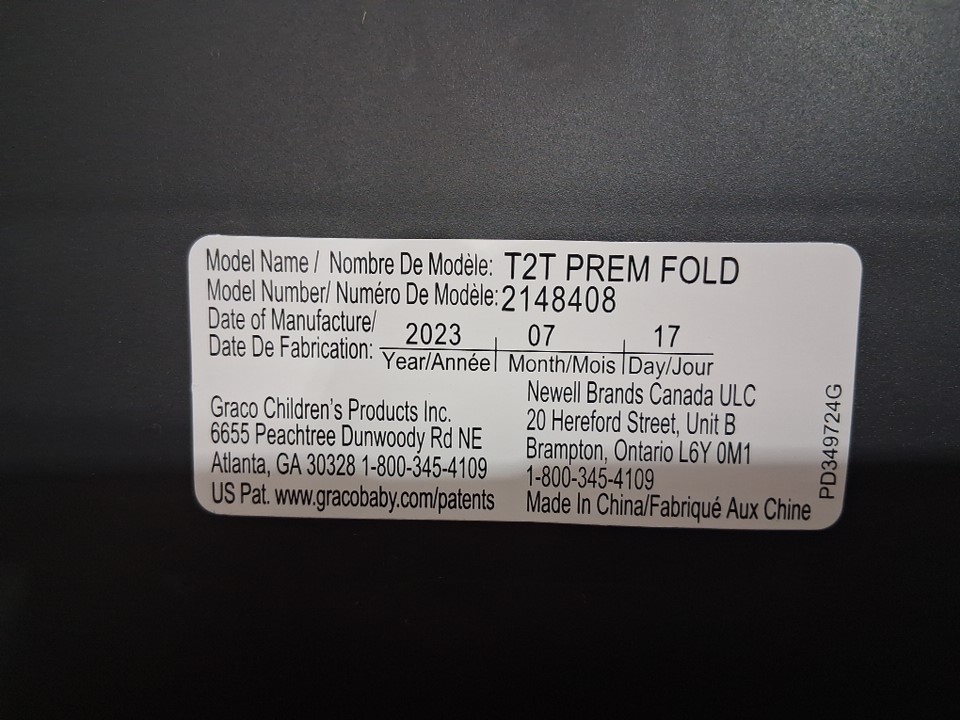 Model Name / Nombre De Modèle: T2T PREM FOLD
Model Number/ Numéro De Modèle: 2148408
Date of Manufacture/
Date De Fabrication:
2023 07 17
Year/Année Month/Mois Day/Jour
Graco Children's Products Inc.
6655 Peachtree Dunwoody Rd NE
Atlanta, GA 30328 1-800-345-4109
US Pat. www.gracobaby.com/patents
Newell Brands Canada ULC
20 Hereford Street, Unit B
Brampton, Ontario L6Y 0M1
1-800-345-4109
Made In China/Fabriqué Aux Chine
PD349724G